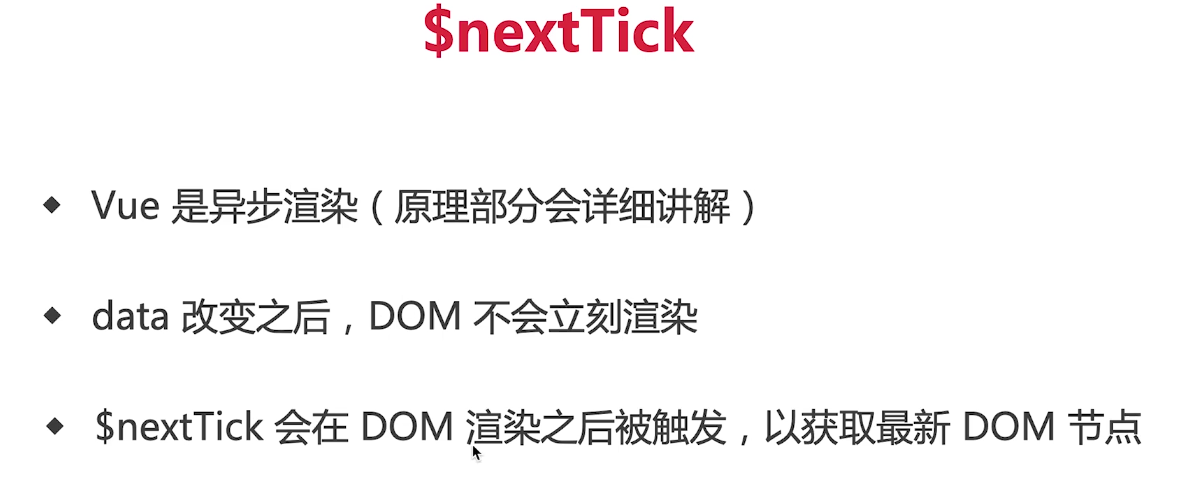 $nextTick
◆ Vue 是异步渲染（原理部分会详细讲解）
◆ data 改变之后，DOM 不会立刻渲染
◆ $nextTick 会在 DOM 渲染之后被触发，以获取最新 DOM 节点